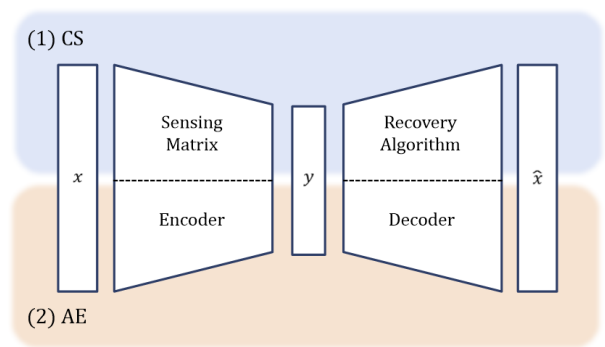 (1) CS
Sensing
Matrix
Recovery
Algorithm
x
y
x̂
Encoder
Decoder
(2) AE